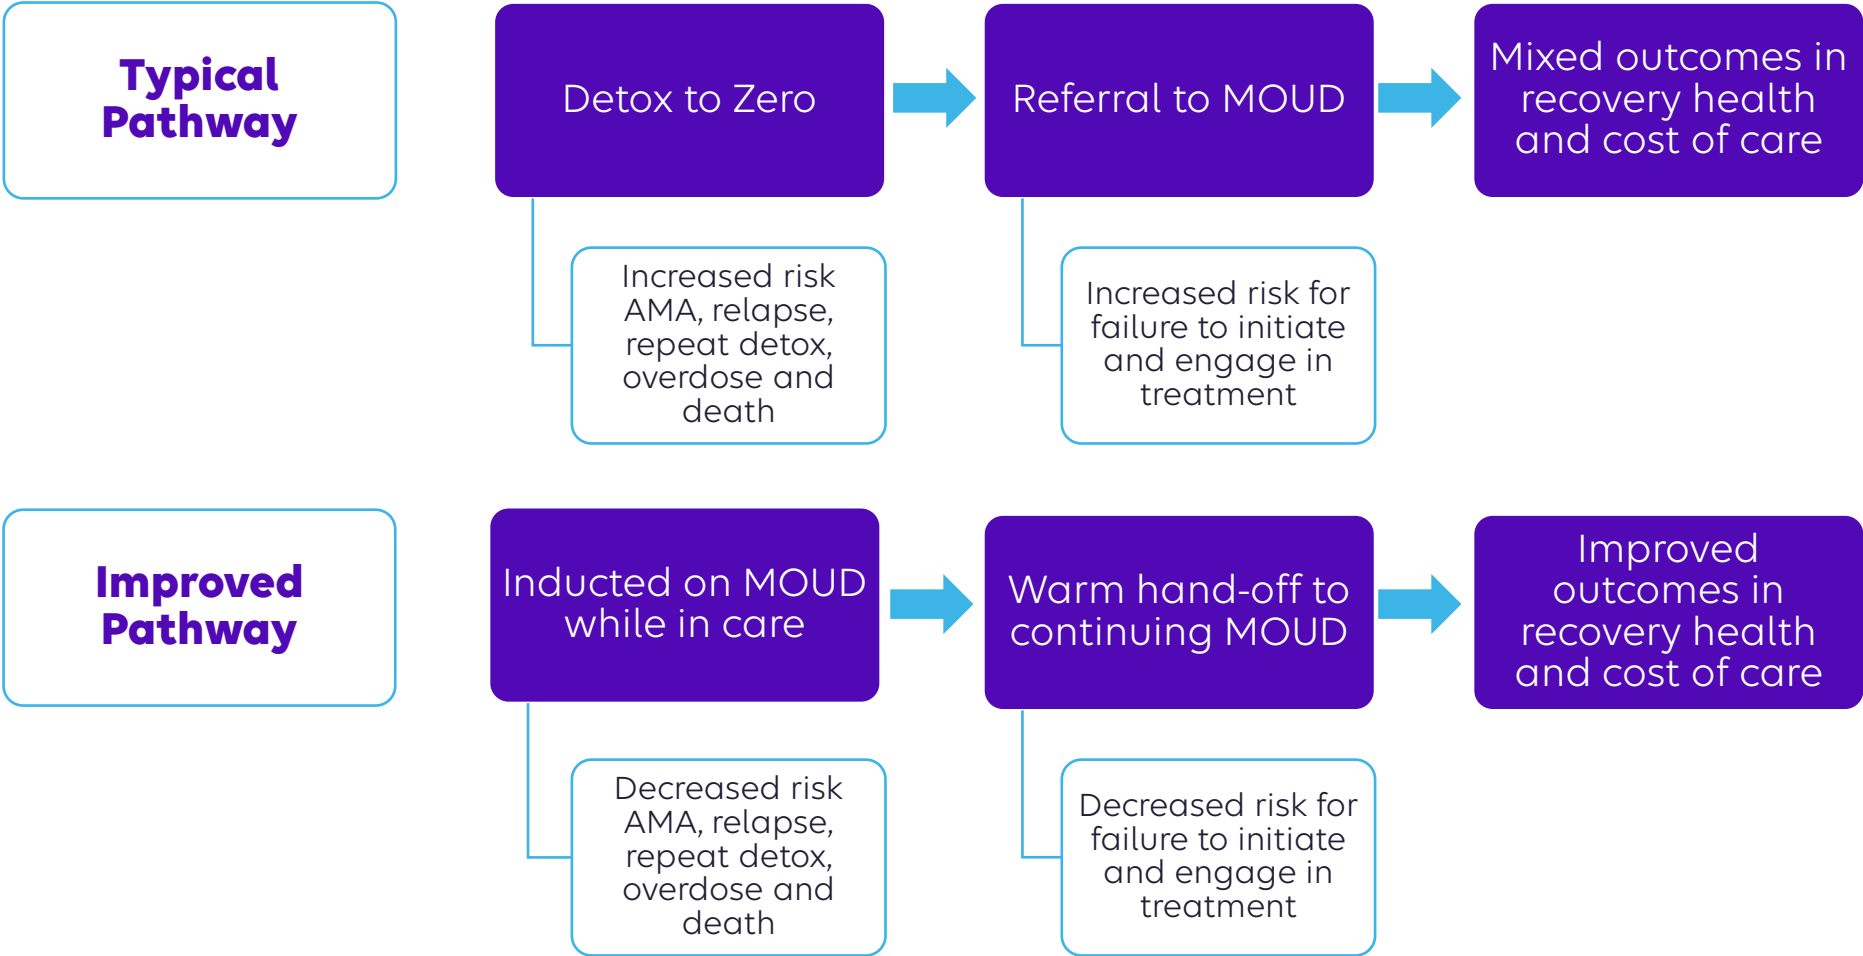 Typical
Pathway
Detox to Zero
Referral to MOUD
Mixed outcomes in
recovery health
and cost of care
Increased risk
AMA, relapse,
repeat detox,
overdose and
death
Increased risk for
failure to initiate
and engage in
treatment
Improved
Pathway
Inducted on MOUD
while in care
Warm hand-off to
continuing MOUD
Improved
outcomes in
recovery health
and cost of care
Decreased risk
AMA, relapse,
repeat detox,
overdose and
death
Decreased risk for
failure to initiate
and engage in
treatment